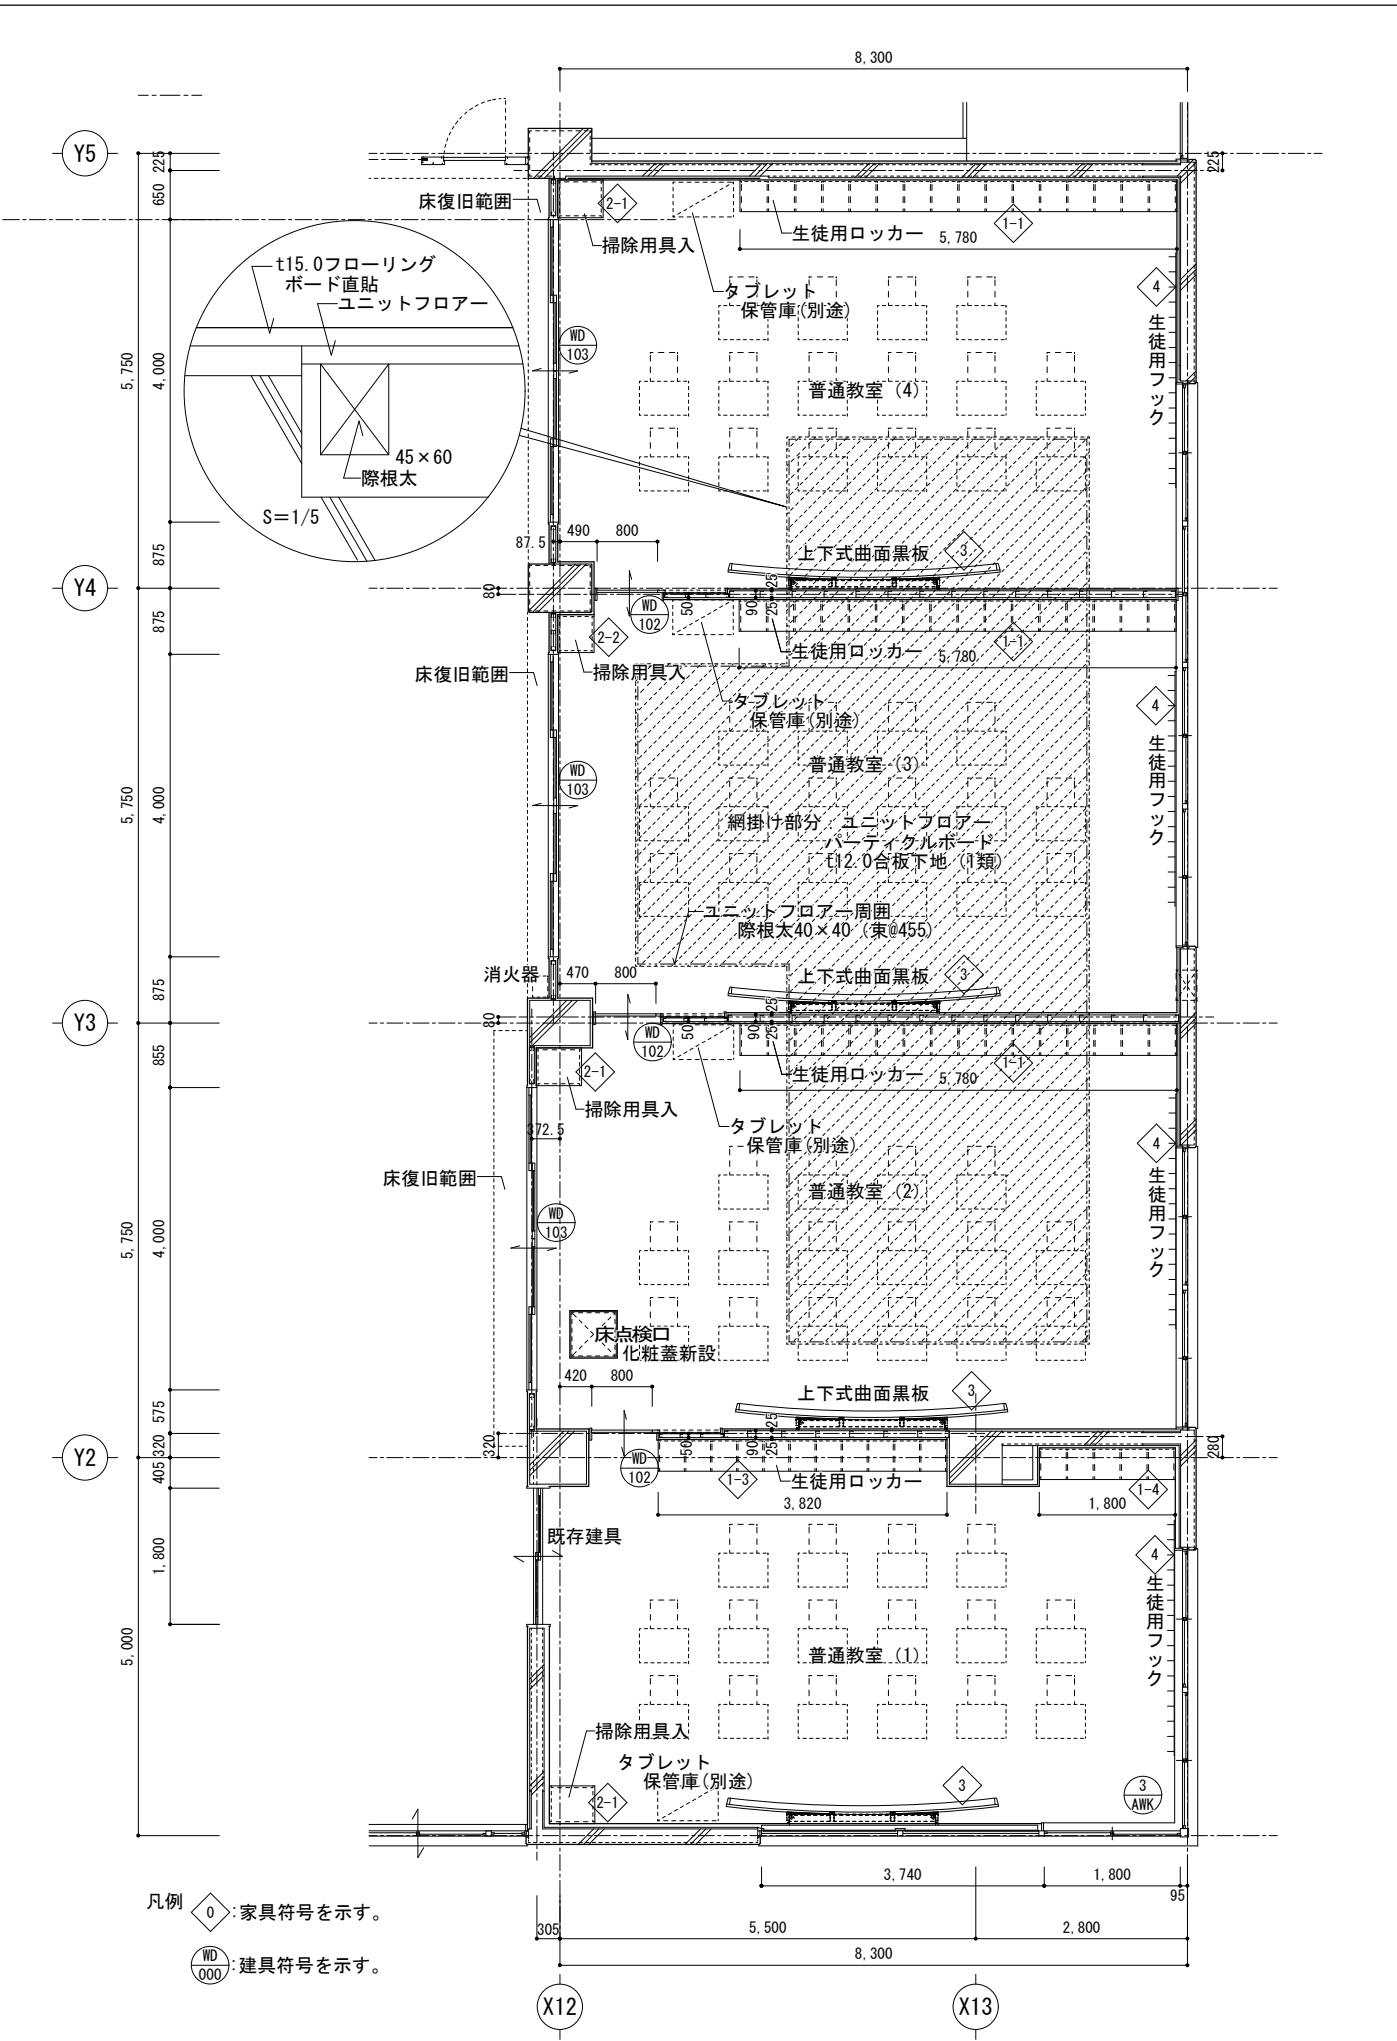 8,300
Y5
225
650
225
床復旧範囲
2-1
掃除用具入
生徒用ロッカー
1-1
5,780
タブレット
保管庫(別途)
t15.0フローリング
ボード直貼
ユニットフロアー
45×60
際根太
S=1/5
WD
103
4
生徒用フック
普通教室 (4)
5,750
4,000
875
87.5
490
800
上下式曲面黒板
3
Y4
80
WD
102
50
90
25
25
875
2-2
掃除用具入
生徒用ロッカー
1-1
5,780
床復旧範囲
タブレット
保管庫(別途)
4
生徒用フック
普通教室 (3)
WD
103
5,750
4,000
網掛け部分 ユニットフロアー
パーティクルボード
t12.0合板下地 (1類)
ユニットフロアー周囲
際根太40×40 (束@455)
消火器
470
800
上下式曲面黒板
3
875
Y3
80
WD
102
50
90
25
25
855
2-1
掃除用具入
生徒用ロッカー
1-1
5,780
372.5
タブレット
保管庫(別途)
4
生徒用フック
床復旧範囲
普通教室 (2)
WD
103
5,750
4,000
床点検口
化粧蓋新設
420
800
上下式曲面黒板
3
575
320
Y2
320
405
WD
102
50
90
25
25
1-3
生徒用ロッカー
3,820
280
1-4
1,800
既存建具
1,800
4
生徒用フック
5,000
普通教室 (1)
掃除用具入
タブレット
保管庫(別途)
2-1
3
3
AWK
3,740
1,800
95
凡例
0
:家具符号を示す。
WD
000
:建具符号を示す。
305
5,500
2,800
8,300
X12
X13